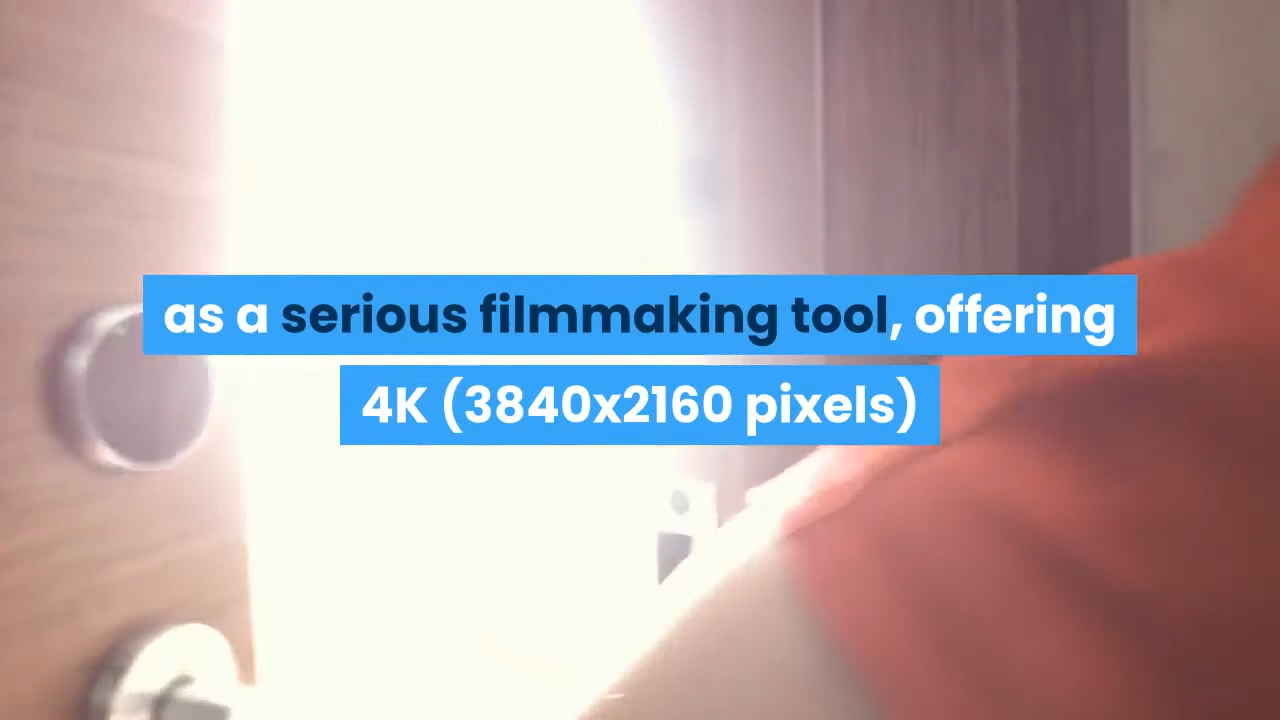 as a serious filmmaking tool, offering
4K (3840x2160 pixels)